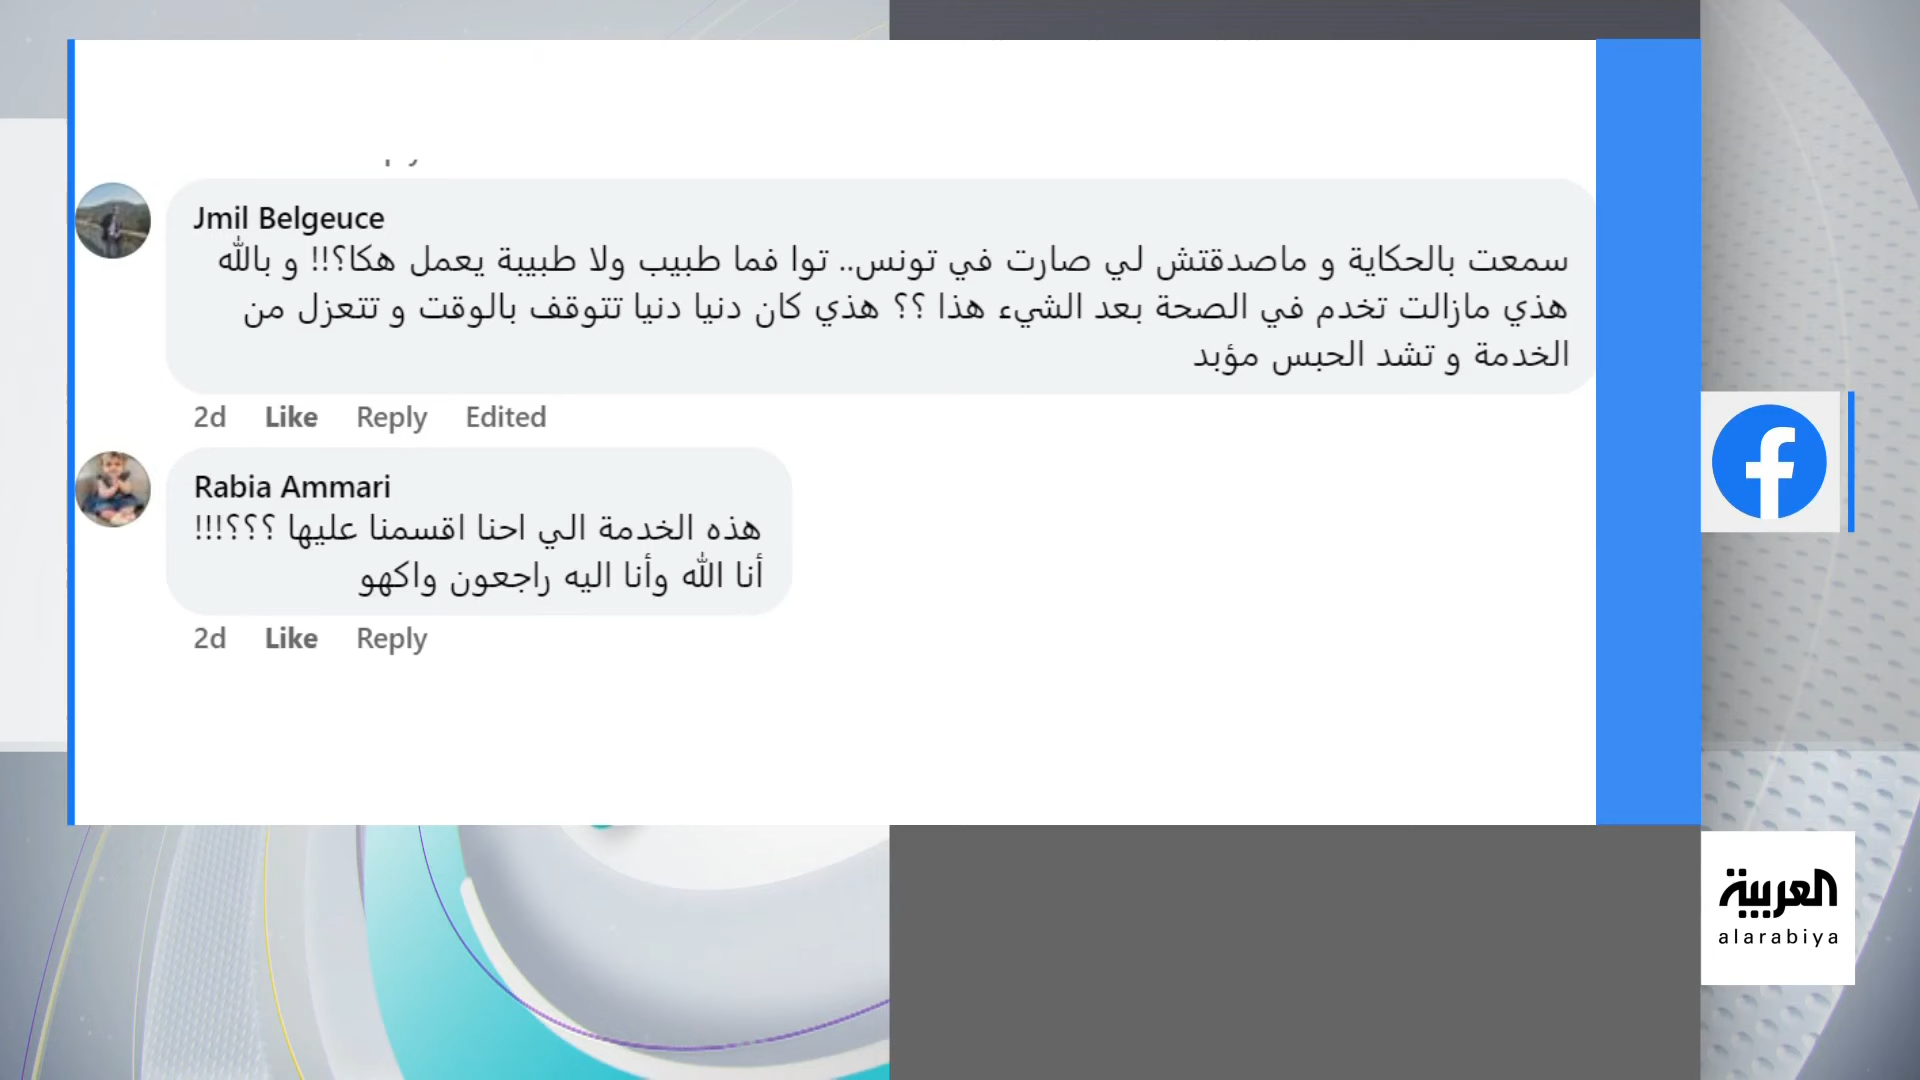 Jmil Belgeuce
سمعت بالحكاية و ماصدقتش لي صارت في تونس.. توا فما طبيب ولا طبيبة يعمل هكا؟!! و بالله
هذي مازالت تخدم في الصحة بعد الشيء هذا ؟؟ هذي كان دنيا دنيا تتوقف بالوقت و تتعزل من
الخدمة و تشد الحبس مؤبد
2d Like Reply Edited
Rabia Ammari
هذه الخدمة الي احنا اقسمنا عليها ؟؟؟!!!
أنا الله وأنا اليه راجعون واكهو
2d Like Reply
العربية
alarabiya